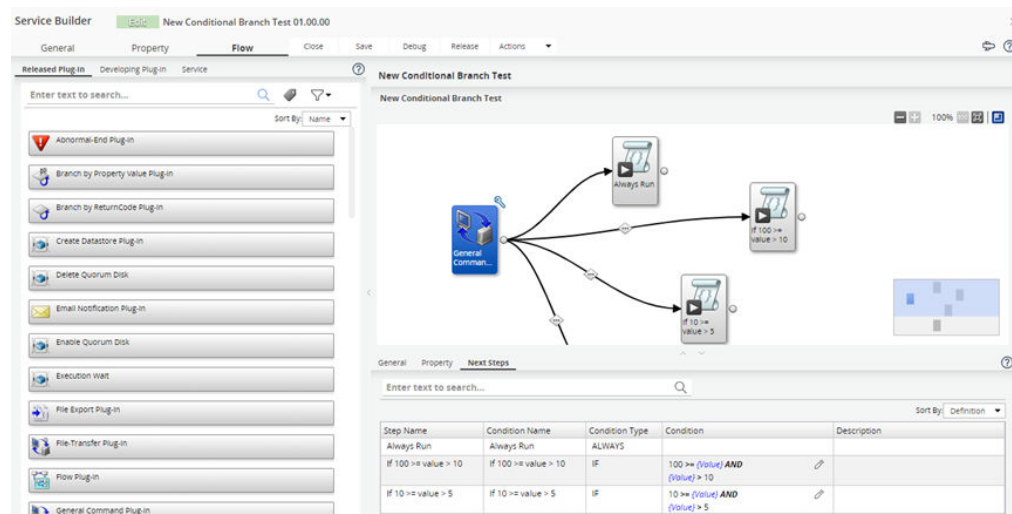 Service Builder
Edit
New Conditional Branch Test 01.00.00
General
Property
Flow
Close
Save
Debug
Release
Actions
Released Plug-in
Developing Plug-in
Service
Enter text to search...
Sort By: Name
Abnormal-End Plug-in
Branch by Property Value Plug-in
Branch by ReturnCode Plug-in
Create Datastore Plug-in
Delete Quorum Disk
Email Notification Plug-in
Enable Quorum Disk
Execution Wait
File Export Plug-in
File-Transfer Plug-in
Flow Plug-in
General Command Plug-in
New Conditional Branch Test
New Conditional Branch Test
100%
Always Run
If 100 >=
value > 10
General
Comman...
If 10 >=
value > 5
General
Property
Next Steps
Enter text to search...
Sort By: Definition
Step Name
Condition Name
Condition Type
Condition
Description
Always Run
Always Run
ALWAYS
If 100 >= value > 10
If 100 >= value > 10
IF
100 >= (Value) AND
(Value) > 10
If 10 >= value > 5
If 10 >= value > 5
IF
10 >= (Value) AND
(Value) > 5